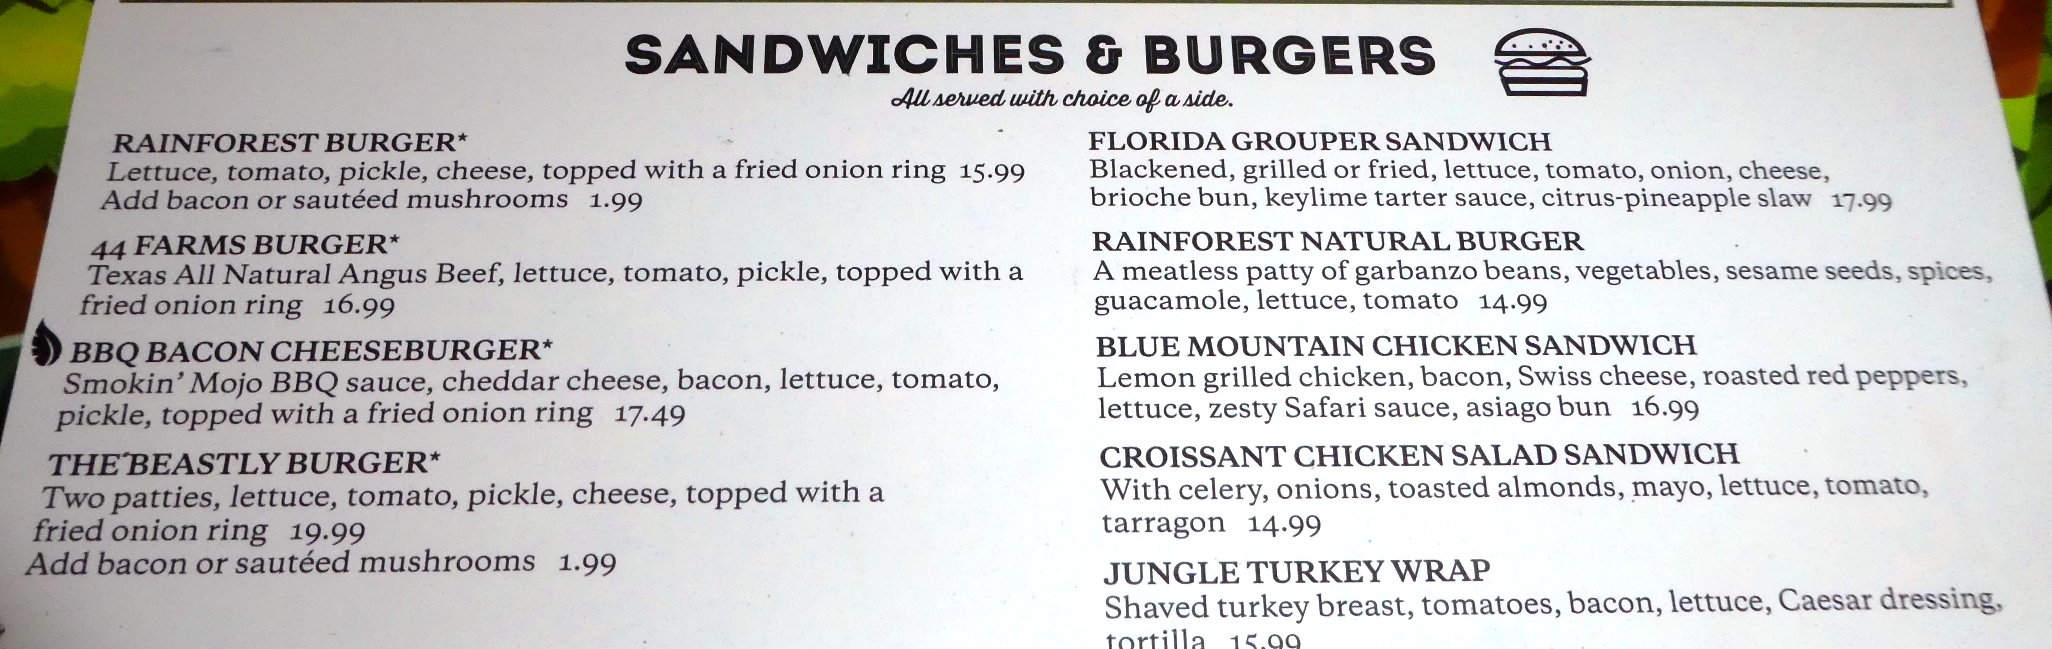 SANDWICHES & BURGERS
All served with choice of a side.
RAINFOREST BURGER*
Lettuce, tomato, pickle, cheese, topped with a fried onion ring 15.99
Add bacon or sautéed mushrooms 1.99
44 FARMS BURGER*
Texas All Natural Angus Beef, lettuce, tomato, pickle, topped with a
fried onion ring 16.99
BBQ BACON CHEESEBURGER*
Smokin' Mojo BBQ sauce, cheddar cheese, bacon, lettuce, tomato,
pickle, topped with a fried onion ring 17.49
THE BEASTLY BURGER*
Two patties, lettuce, tomato, pickle, cheese, topped with a
fried onion ring 19.99
Add bacon or sautéed mushrooms 1.99
FLORIDA GROUPER SANDWICH
Blackened, grilled or fried, lettuce, tomato, onion, cheese,
brioche bun, keylime tarter sauce, citrus-pineapple slaw 17.99
RAINFOREST NATURAL BURGER
A meatless patty of garbanzo beans, vegetables, sesame seeds, spices,
guacamole, lettuce, tomato 14.99
BLUE MOUNTAIN CHICKEN SANDWICH
Lemon grilled chicken, bacon, Swiss cheese, roasted red peppers,
lettuce, zesty Safari sauce, asiago bun 16.99
CROISSANT CHICKEN SALAD SANDWICH
With celery, onions, toasted almonds, mayo, lettuce, tomato,
tarragon 14.99
JUNGLE TURKEY WRAP
Shaved turkey breast, tomatoes, bacon, lettuce, Caesar dressing,
tortilla 15.99